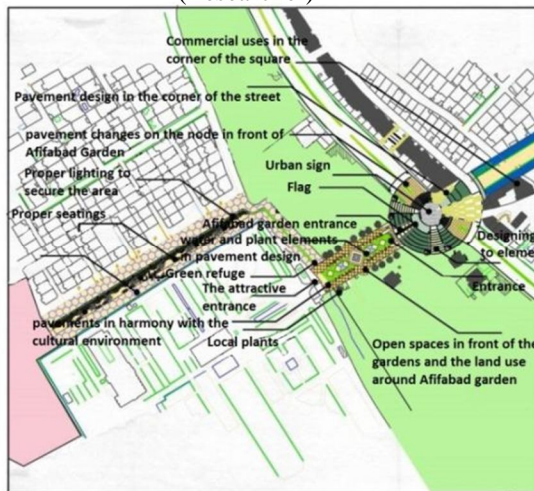 Commercial uses in the
corner of the square
Pavement design in the corner of the street
pavement changes on the node in front of
Afifabad Garden
Proper lighting to
secure the area
Urban sign
Flag
Proper seatings
Afifabad garden entrance
water and plant elements
in pavement design
Green refuge
The attractive
entrance
pavements in harmony with the
cultural environment
Local plants
Designing
to eleme
Entrance
Open spaces in front of the
gardens and the land use
around Afifabad garden